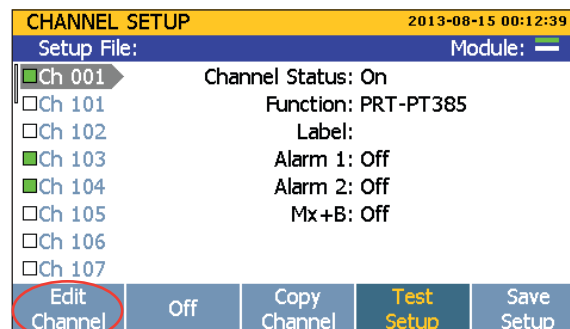 CHANNEL SETUP 2013-08-15 00:12:39
Setup File: Module:
Ch 001 Channel Status: On
Ch 101 Function: PRT-PT385
Ch 102 Label:
Ch 103 Alarm 1: Off
Ch 104 Alarm 2: Off
Ch 105 Mx+B: Off
Ch 106
Ch 107
Edit Channel Off Copy Channel Test Setup Save Setup